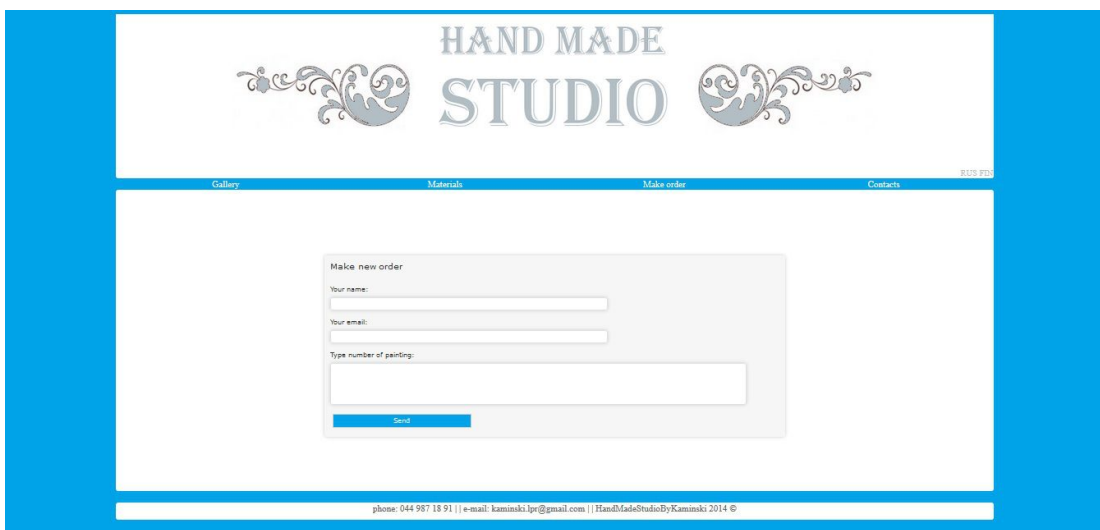 HAND MADE
STUDIO
RUS FIN
Gallery Materials Make order Contacts
Make new order
Your name:
Your email:
Type number of painting:
Send
phone: 044 987 18 91 || e-mail: kaminski.lpr@gmail.com || HandMadeStudioByKaminski 2014 ©